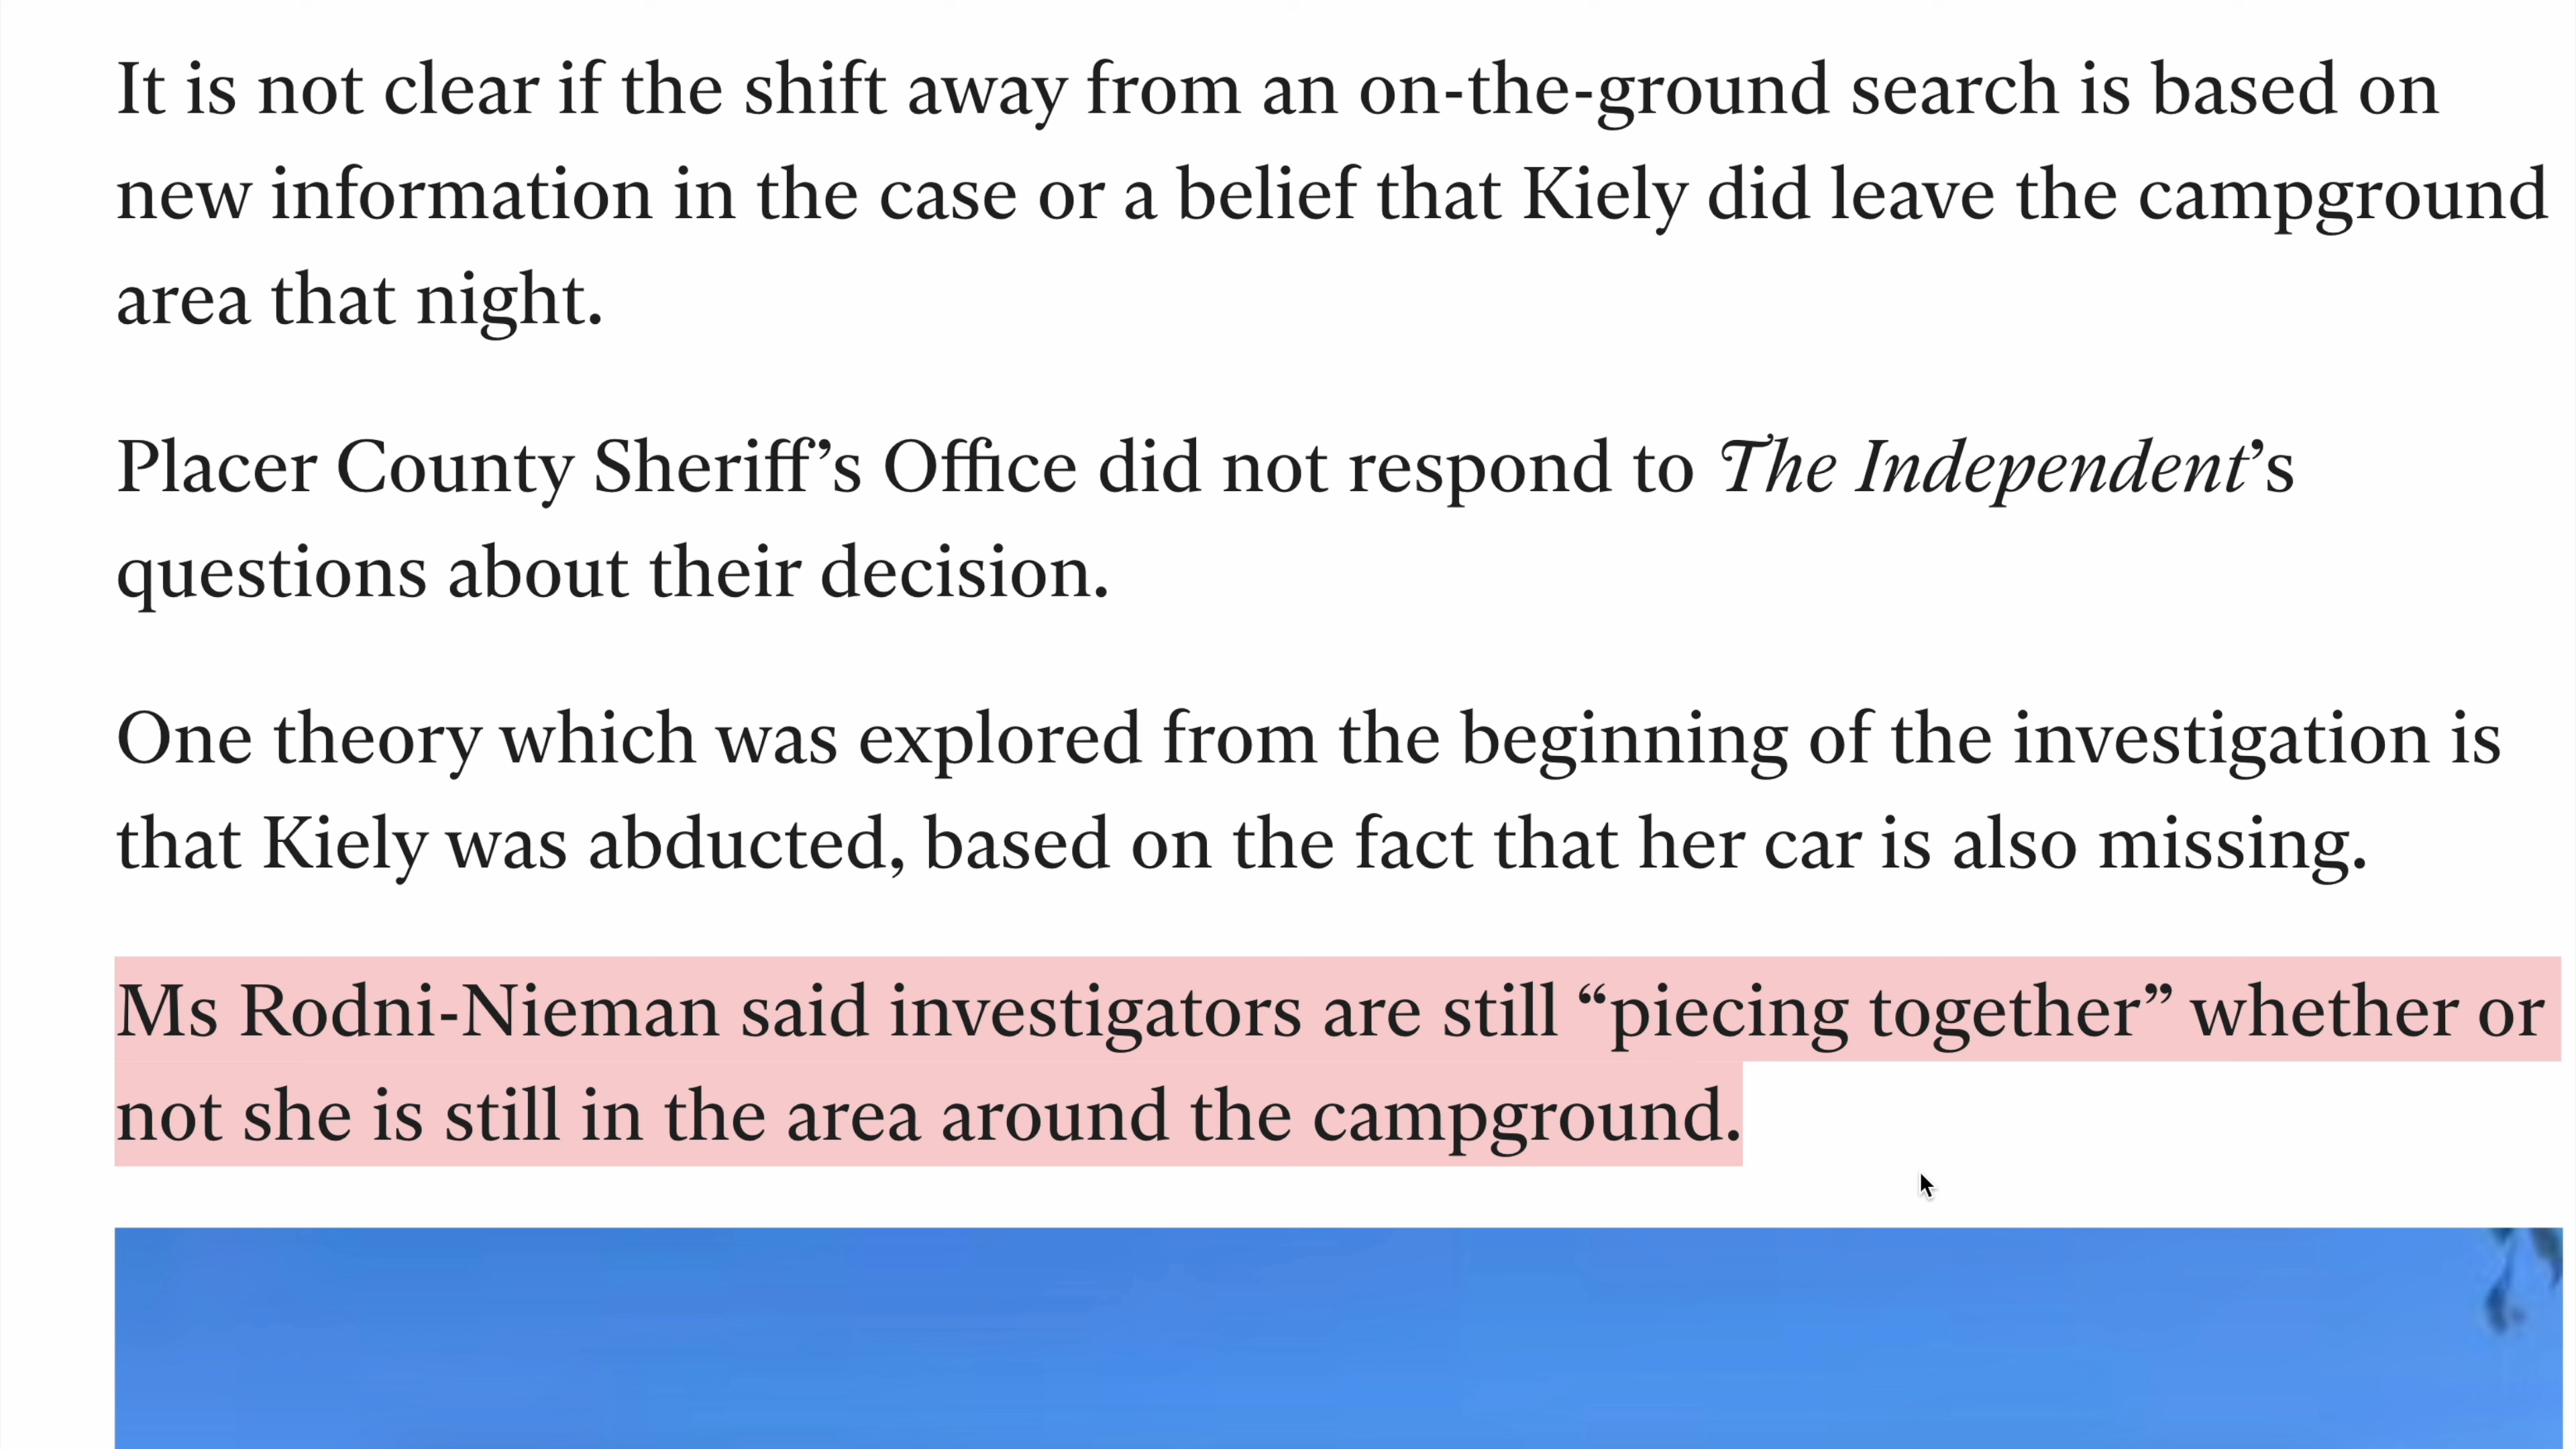 It is not clear if the shift away from an on-the-ground search is based on
new information in the case or a belief that Kiely did leave the campground
area that night.
Placer County Sheriff’s Office did not respond to The Independent’s
questions about their decision.
One theory which was explored from the beginning of the investigation is
that Kiely was abducted, based on the fact that her car is also missing.
Ms Rodni-Nieman said investigators are still “piecing together” whether or
not she is still in the area around the campground.